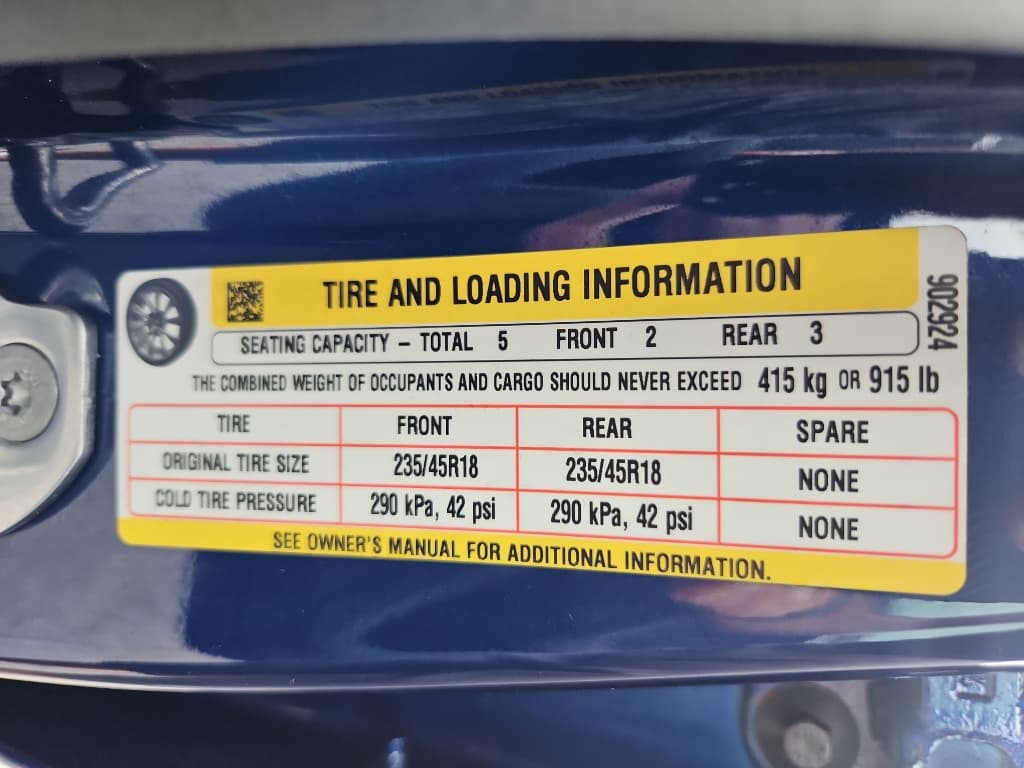 TIRE AND LOADING INFORMATION
SEATING CAPACITY – TOTAL 5 FRONT 2 REAR 3
THE COMBINED WEIGHT OF OCCUPANTS AND CARGO SHOULD NEVER EXCEED 415 kg OR 915 lb
TIRE FRONT REAR SPARE
ORIGINAL TIRE SIZE 235/45R18 235/45R18 NONE
COLD TIRE PRESSURE 290 kPa, 42 psi 290 kPa, 42 psi NONE
SEE OWNER'S MANUAL FOR ADDITIONAL INFORMATION.
902924